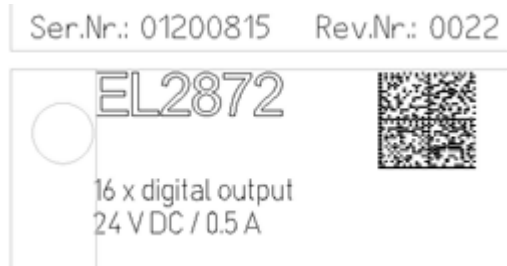 Ser.Nr.: 01200815 Rev.Nr.: 0022
EL2872
16 x digital output
24 V DC / 0.5 A